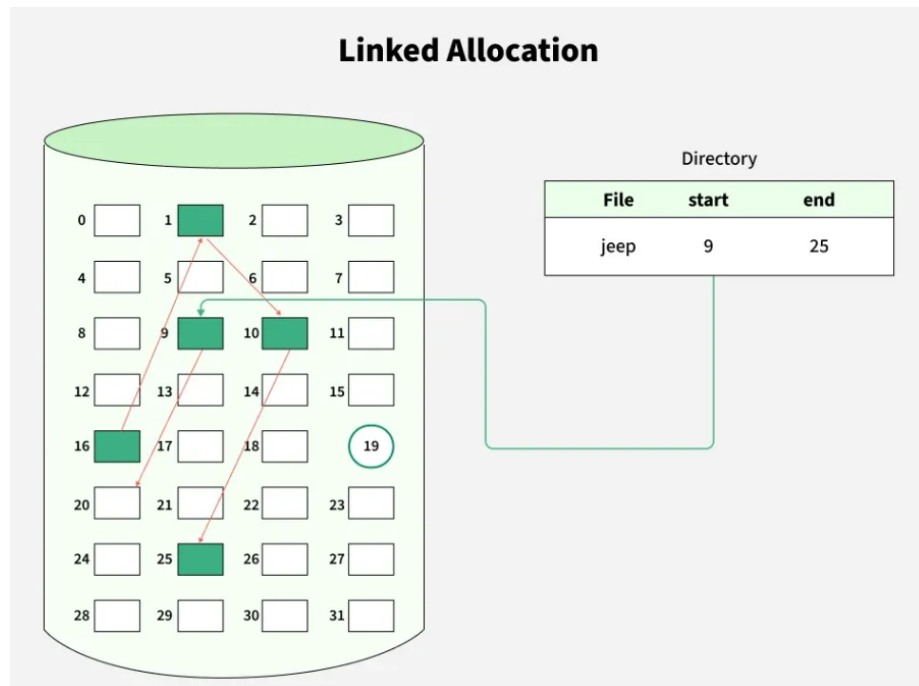 Linked Allocation
Directory
File start end
jeep 9 25
0 1 2 3
4 5 6 7
8 9 10 11
12 13 14 15
16 17 18 19
20 21 22 23
24 25 26 27
28 29 30 31